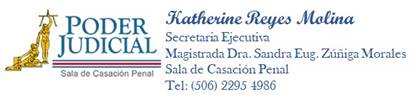 PODER
JUDICIAL
Sala de Casación Penal
Katherine Reyes Molina
Secretaria Ejecutiva
Magistrada Dra. Sandra Eug. Zúñiga Morales
Sala de Casación Penal
Tel: (506) 2295 4986